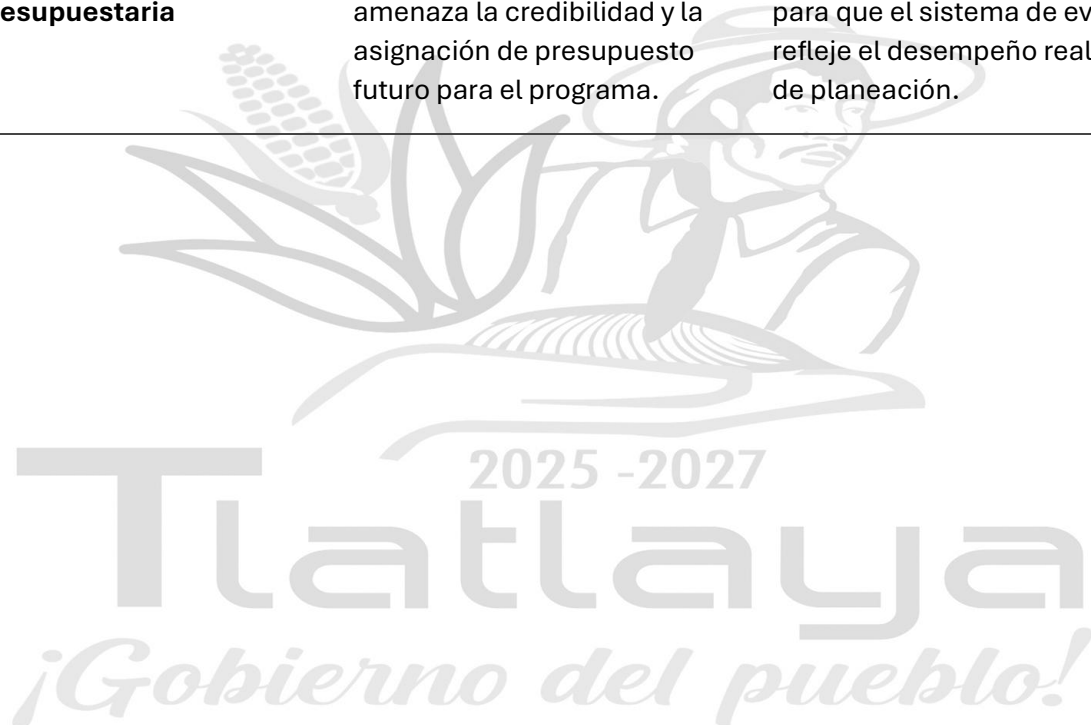 esupuestaria
amenaza la credibilidad y la
asignación de presupuesto
futuro para el programa.
para que el sistema de ev
refleje el desempeño real
de planeación.
2025 -2027
Tlatlaya
¡Gobierno del pueblo!